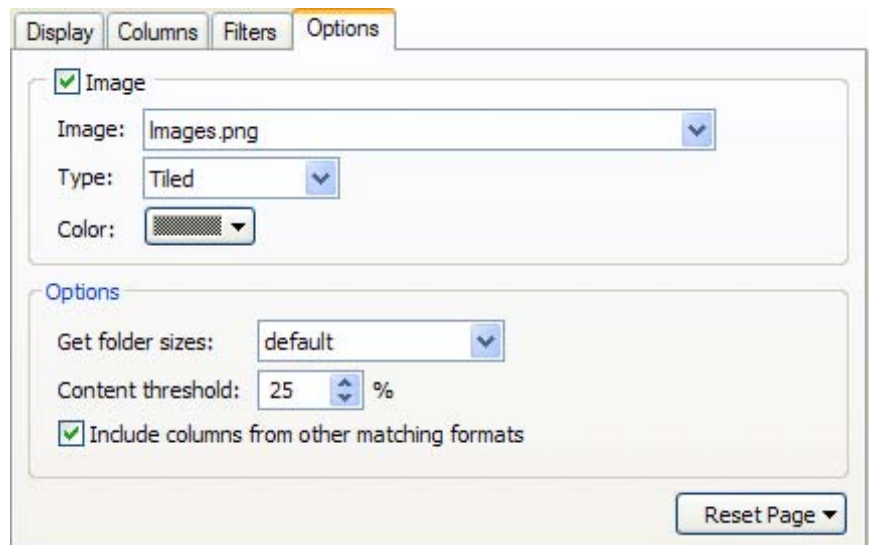 Display Columns Filters Options
Image
Image: Images.png
Type: Tiled
Color:
Options
Get folder sizes: default
Content threshold: 25 %
Include columns from other matching formats
Reset Page